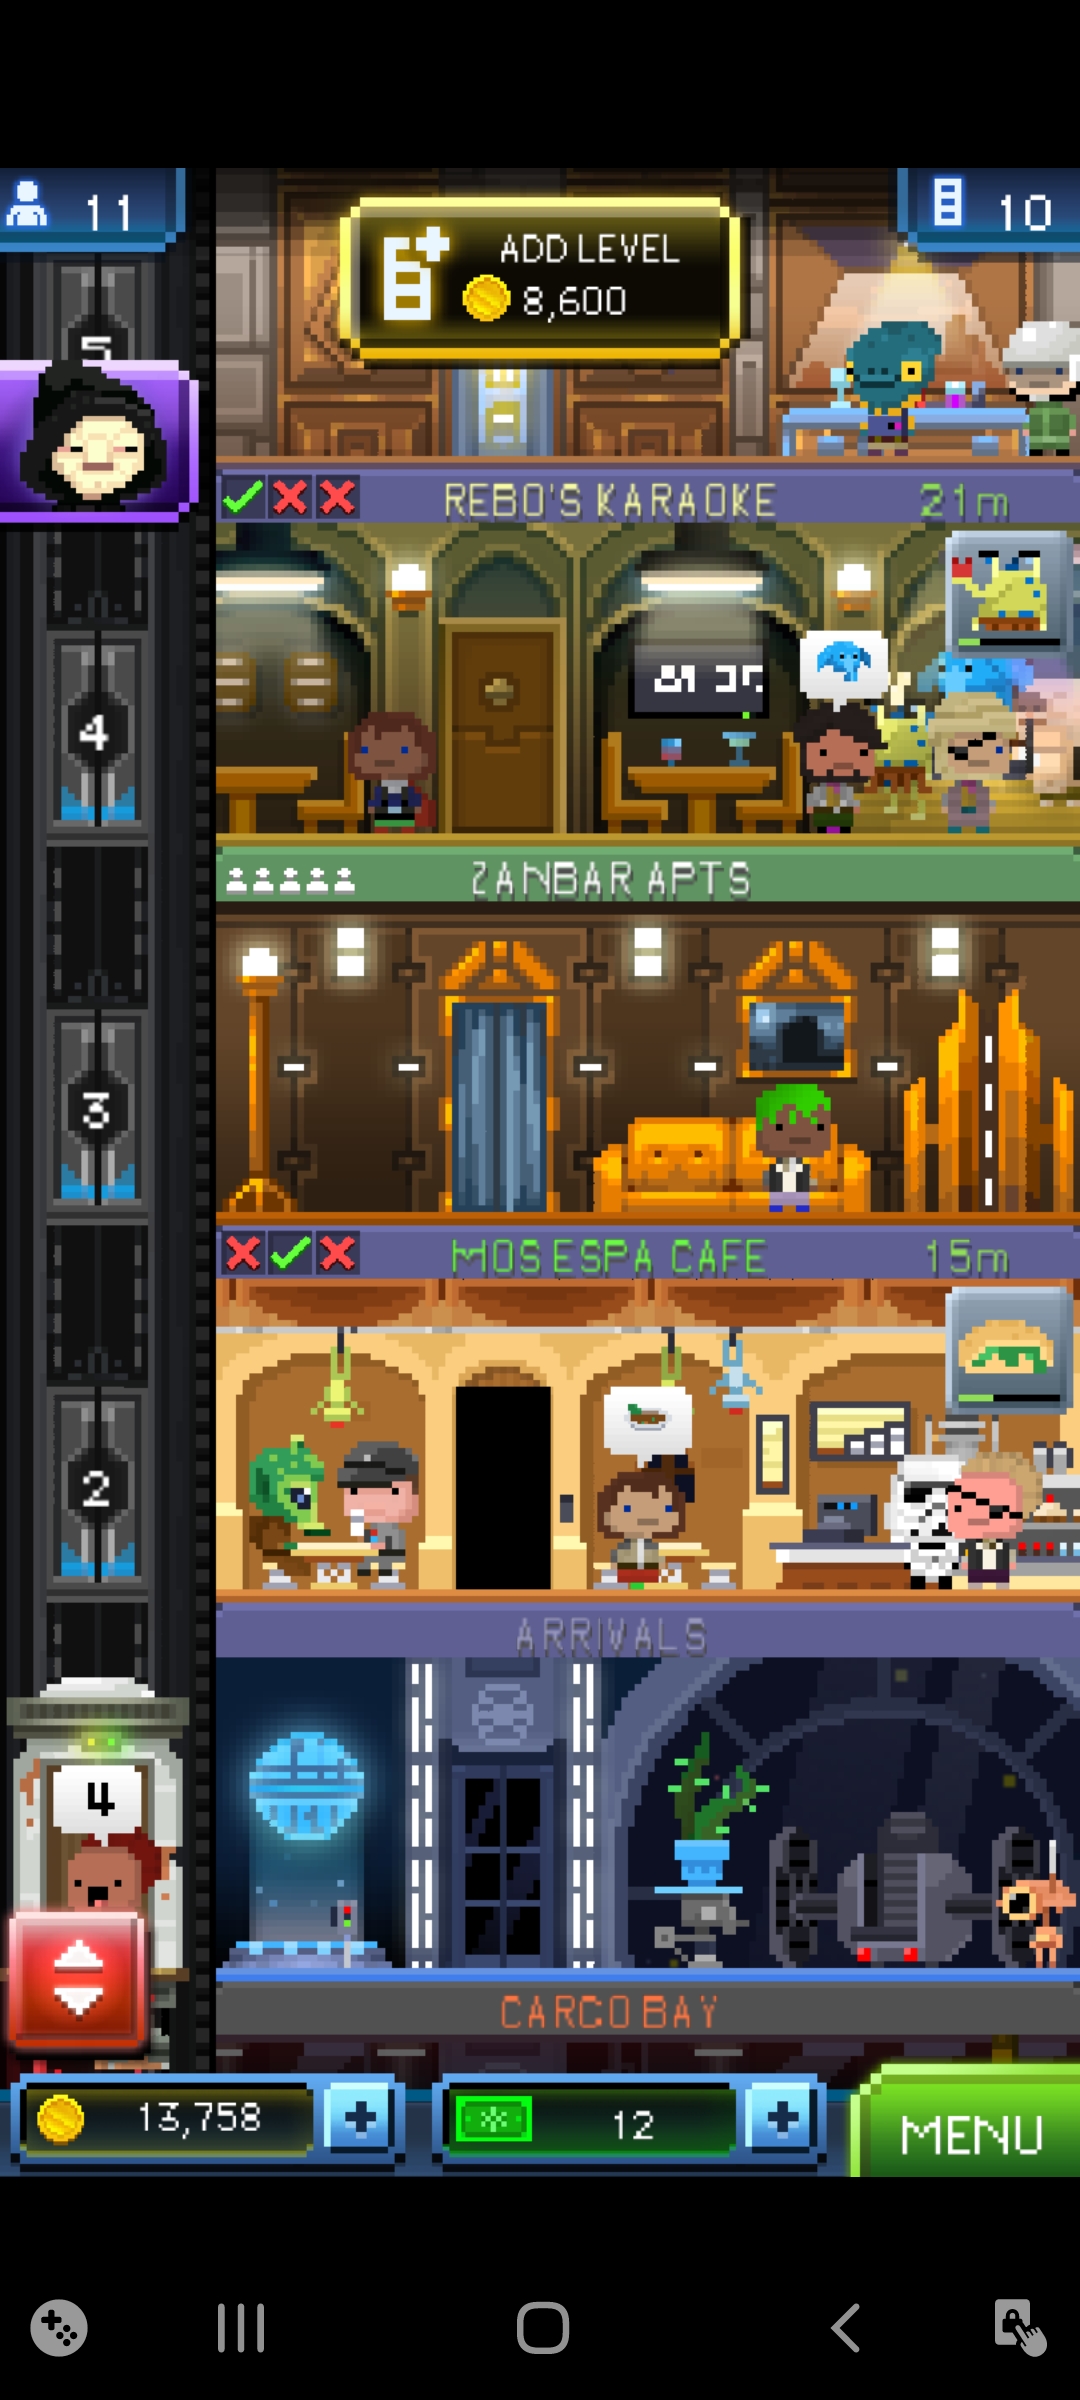 11
10
ADD LEVEL
8,600
5
REBO'S KARAOKE
21m
4
ZANBAR APTS
3
MOS ESPA CAFE
15m
2
ARRIVALS
4
CARGO BAY
13,758
12
MENU